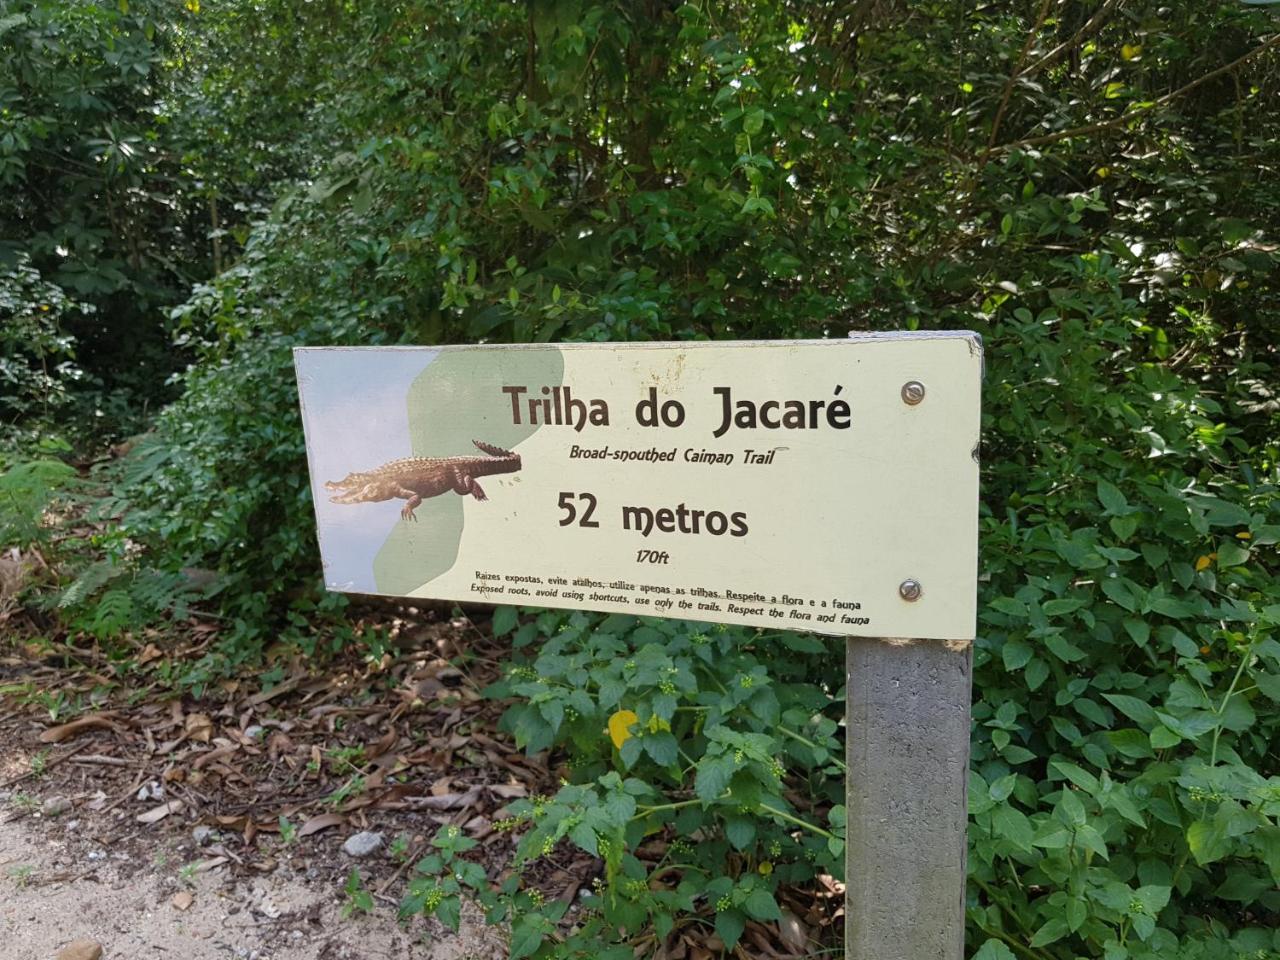 Trilha do Jacaré
Broad-snouthed Caiman Trail
52 metros
170ft
Raízes expostas, evite atalhos, utilize apenas as trilhas. Respeite a flora e a fauna
Exposed roots, avoid using shortcuts, use only the trails. Respect the flora and fauna